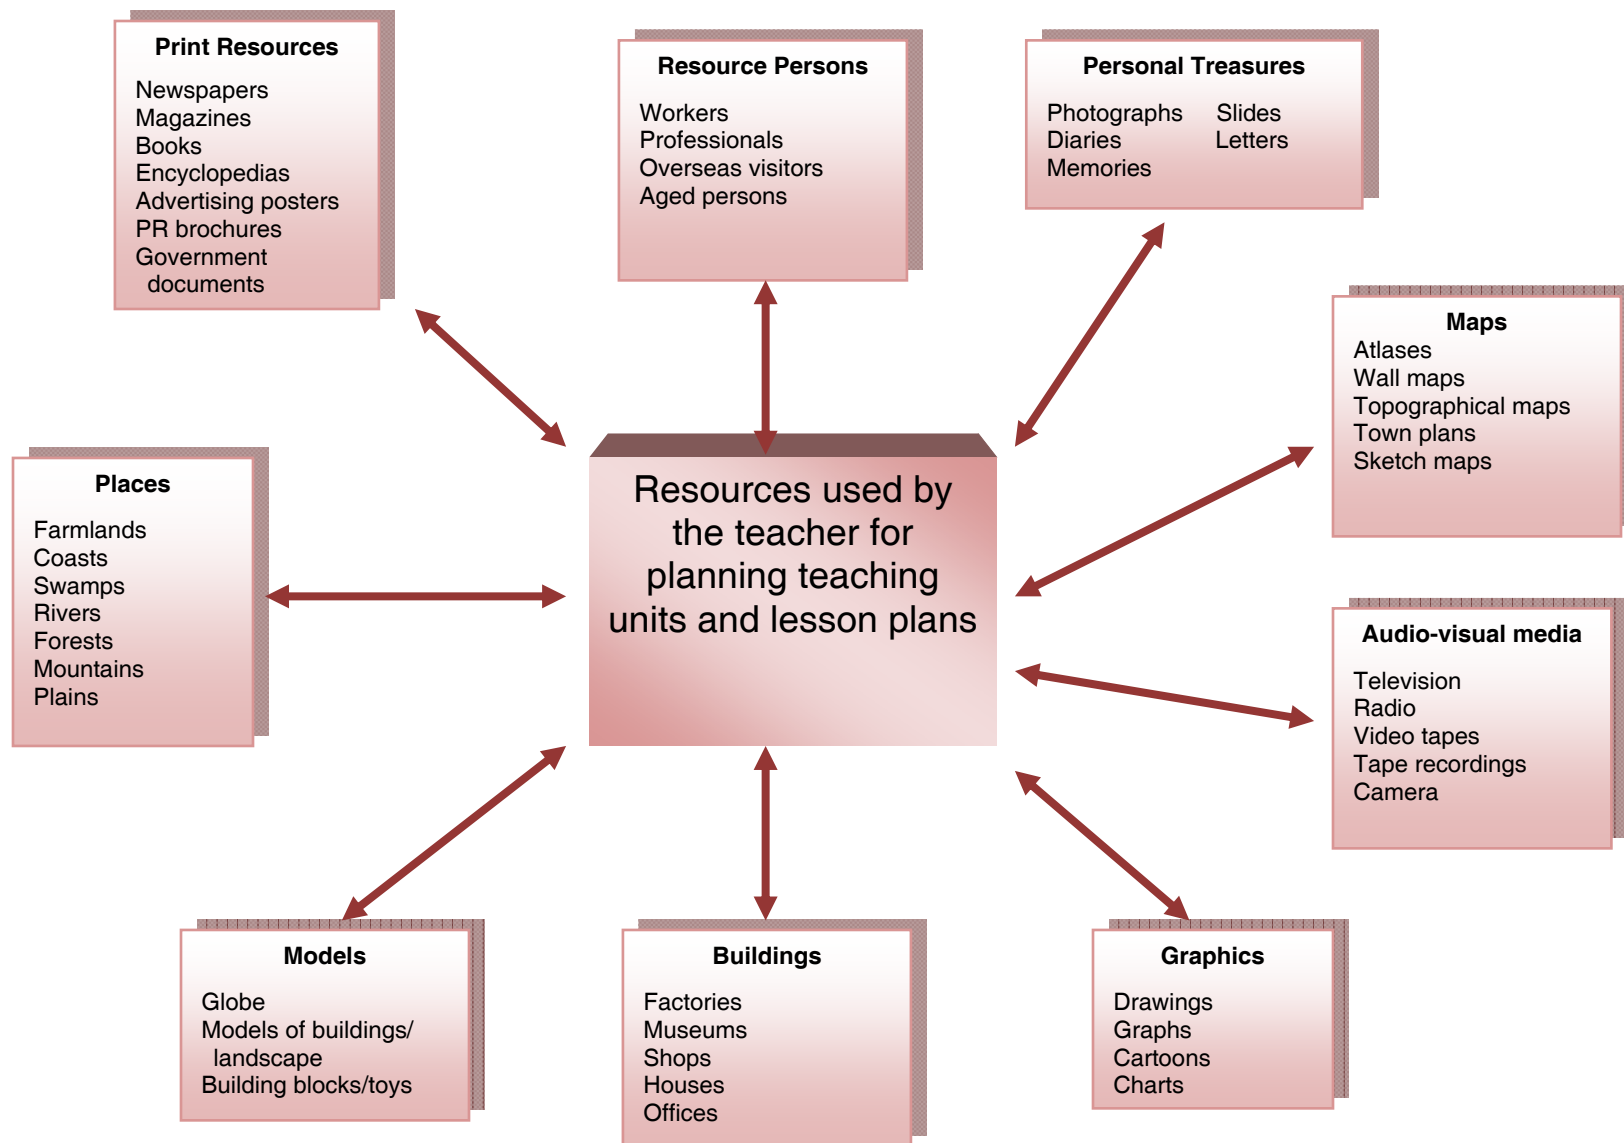 Print Resources
Newspapers
Magazines
Books
Encyclopedias
Advertising posters
PR brochures
Government
documents
Resource Persons
Workers
Professionals
Overseas visitors
Aged persons
Personal Treasures
Photographs Slides
Diaries Letters
Memories
Maps
Atlases
Wall maps
Topographical maps
Town plans
Sketch maps
Places
Farmlands
Coasts
Swamps
Rivers
Forests
Mountains
Plains
Resources used by
the teacher for
planning teaching
units and lesson plans
Audio-visual media
Television
Radio
Video tapes
Tape recordings
Camera
Models
Globe
Models of buildings/
landscape
Building blocks/toys
Buildings
Factories
Museums
Shops
Houses
Offices
Graphics
Drawings
Graphs
Cartoons
Charts